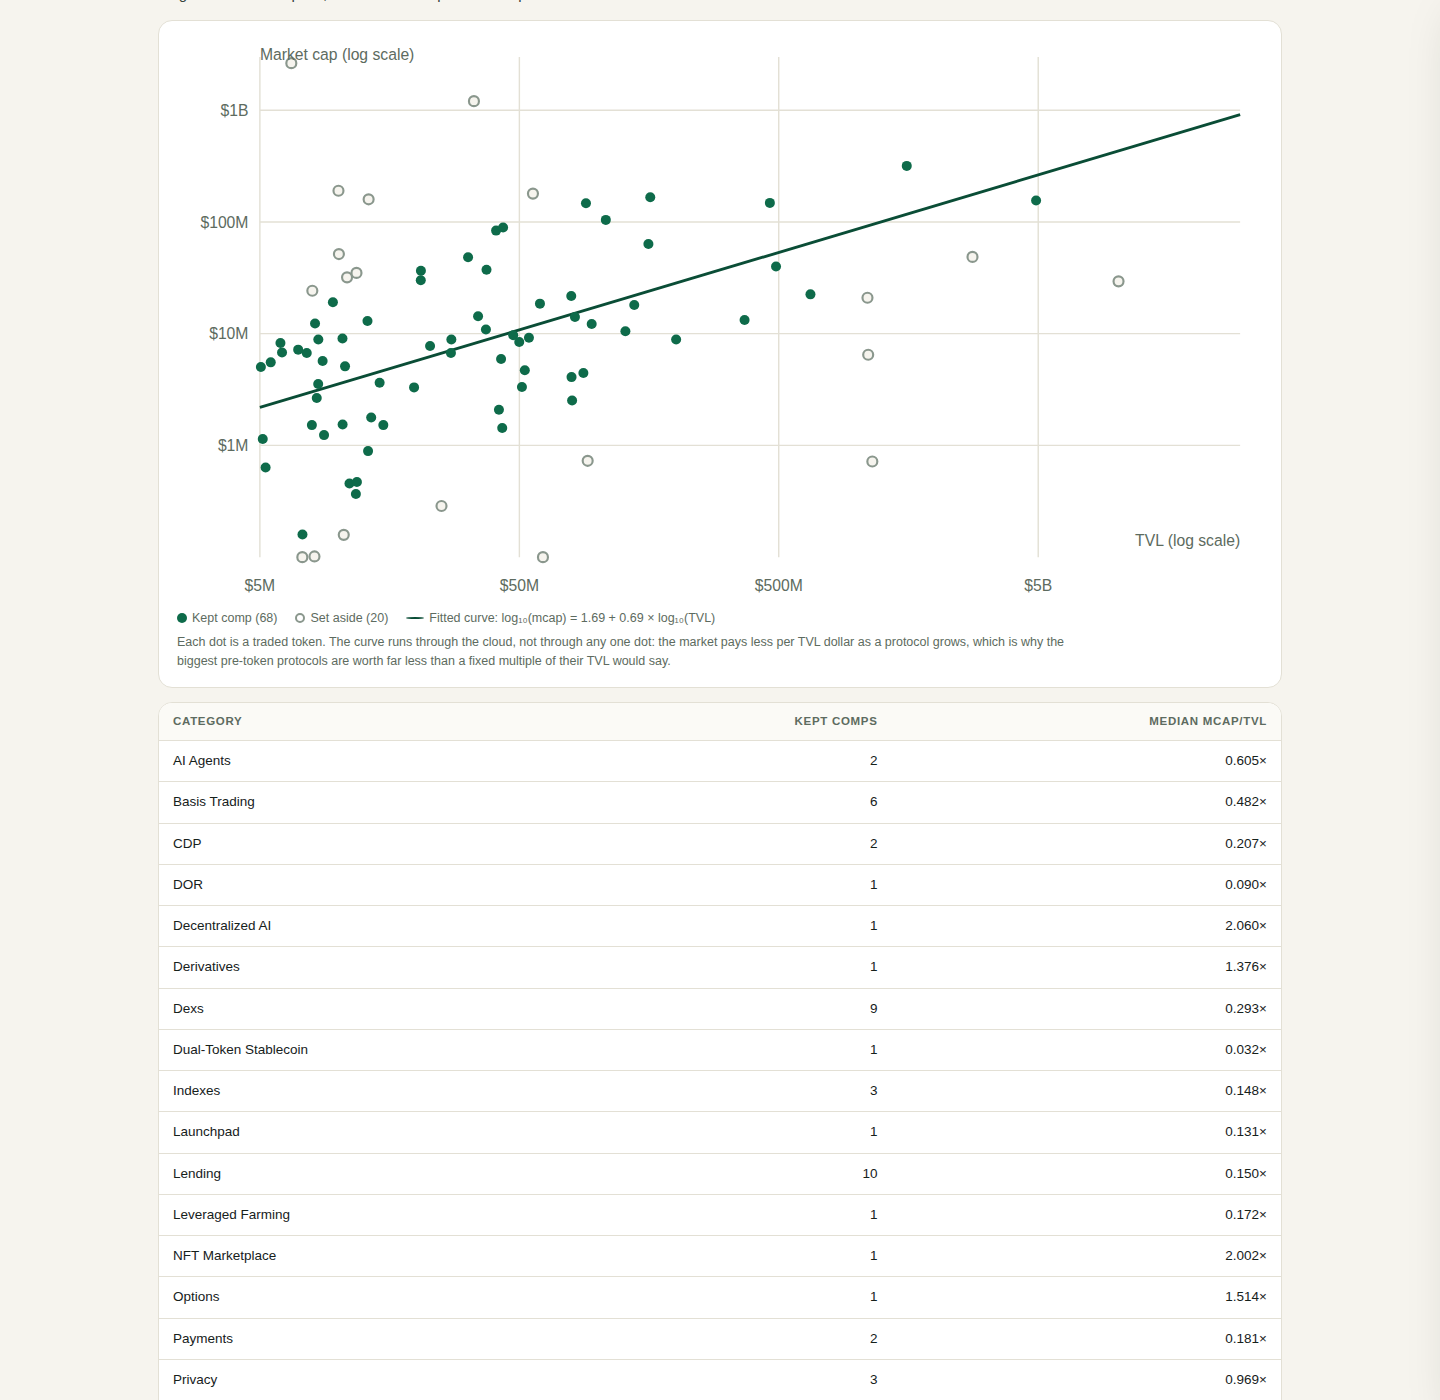 Market cap (log scale)
$1B
$100M
$10M
$1M
TVL (log scale)
$5M $50M $500M $5B
Kept comp (68) Set aside (20) Fitted curve: log₁₀(mcap) = 1.69 + 0.69 × log₁₀(TVL)
Each dot is a traded token. The curve runs through the cloud, not through any one dot: the market pays less per TVL dollar as a protocol grows, which is why the
biggest pre-token protocols are worth far less than a fixed multiple of their TVL would say.
CATEGORY KEPT COMPS MEDIAN MCAP/TVL
AI Agents 2 0.605×
Basis Trading 6 0.482×
CDP 2 0.207×
DOR 1 0.090×
Decentralized AI 1 2.060×
Derivatives 1 1.376×
Dexs 9 0.293×
Dual-Token Stablecoin 1 0.032×
Indexes 3 0.148×
Launchpad 1 0.131×
Lending 10 0.150×
Leveraged Farming 1 0.172×
NFT Marketplace 1 2.002×
Options 1 1.514×
Payments 2 0.181×
Privacy 3 0.969×